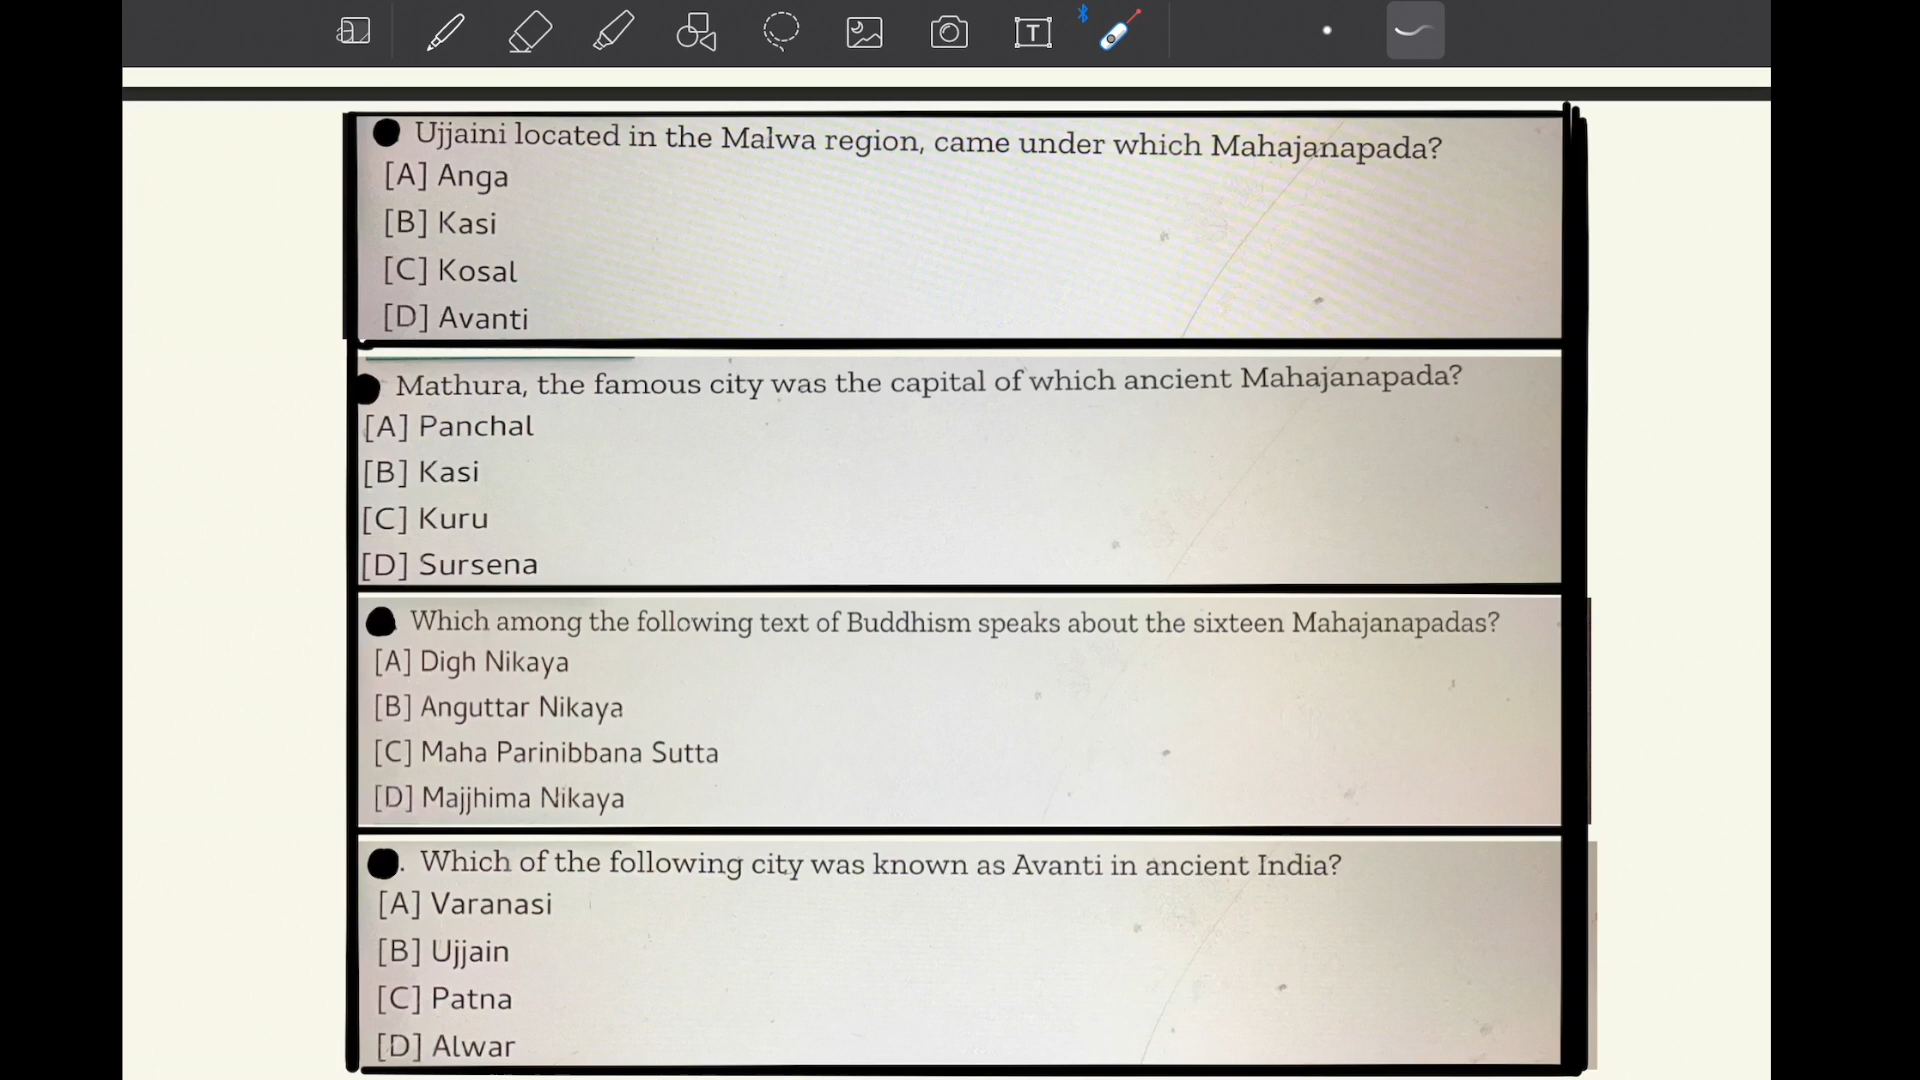 Ujjaini located in the Malwa region, came under which Mahajanapada?
[A] Anga
[B] Kasi
[C] Kosal
[D] Avanti
Mathura, the famous city was the capital of which ancient Mahajanapada?
[A] Panchal
[B] Kasi
[C] Kuru
[D] Sursena
Which among the following text of Buddhism speaks about the sixteen Mahajanapadas?
[A] Digh Nikaya
[B] Anguttar Nikaya
[C] Maha Parinibbana Sutta
[D] Majjhima Nikaya
. Which of the following city was known as Avanti in ancient India?
[A] Varanasi
[B] Ujjain
[C] Patna
[D] Alwar